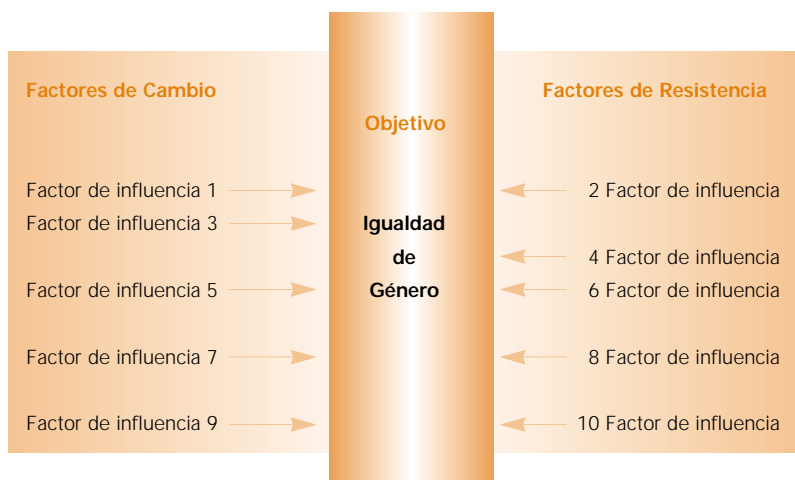 Factores de Cambio
Factor de influencia 1
Factor de influencia 3
Factor de influencia 5
Factor de influencia 7
Factor de influencia 9
Objetivo
Igualdad
de
Género
Factores de Resistencia
2 Factor de influencia
4 Factor de influencia
6 Factor de influencia
8 Factor de influencia
10 Factor de influencia